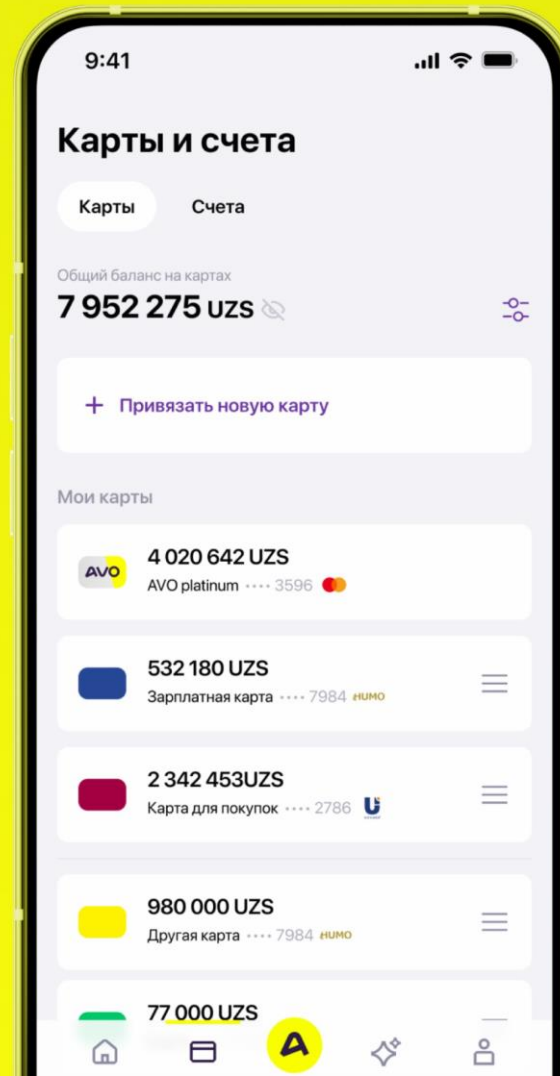 9:41
Карты и счета
Карты Счета
Общий баланс на картах
7 952 275 UZS
+ Привязать новую карту
Мои карты
AVO
4 020 642 UZS
AVO platinum •••• 3596
532 180 UZS
Зарплатная карта •••• 7984 HUMO
2 342 453UZS
Карта для покупок •••• 2786
980 000 UZS
Другая карта •••• 7984 HUMO
77 000 UZS